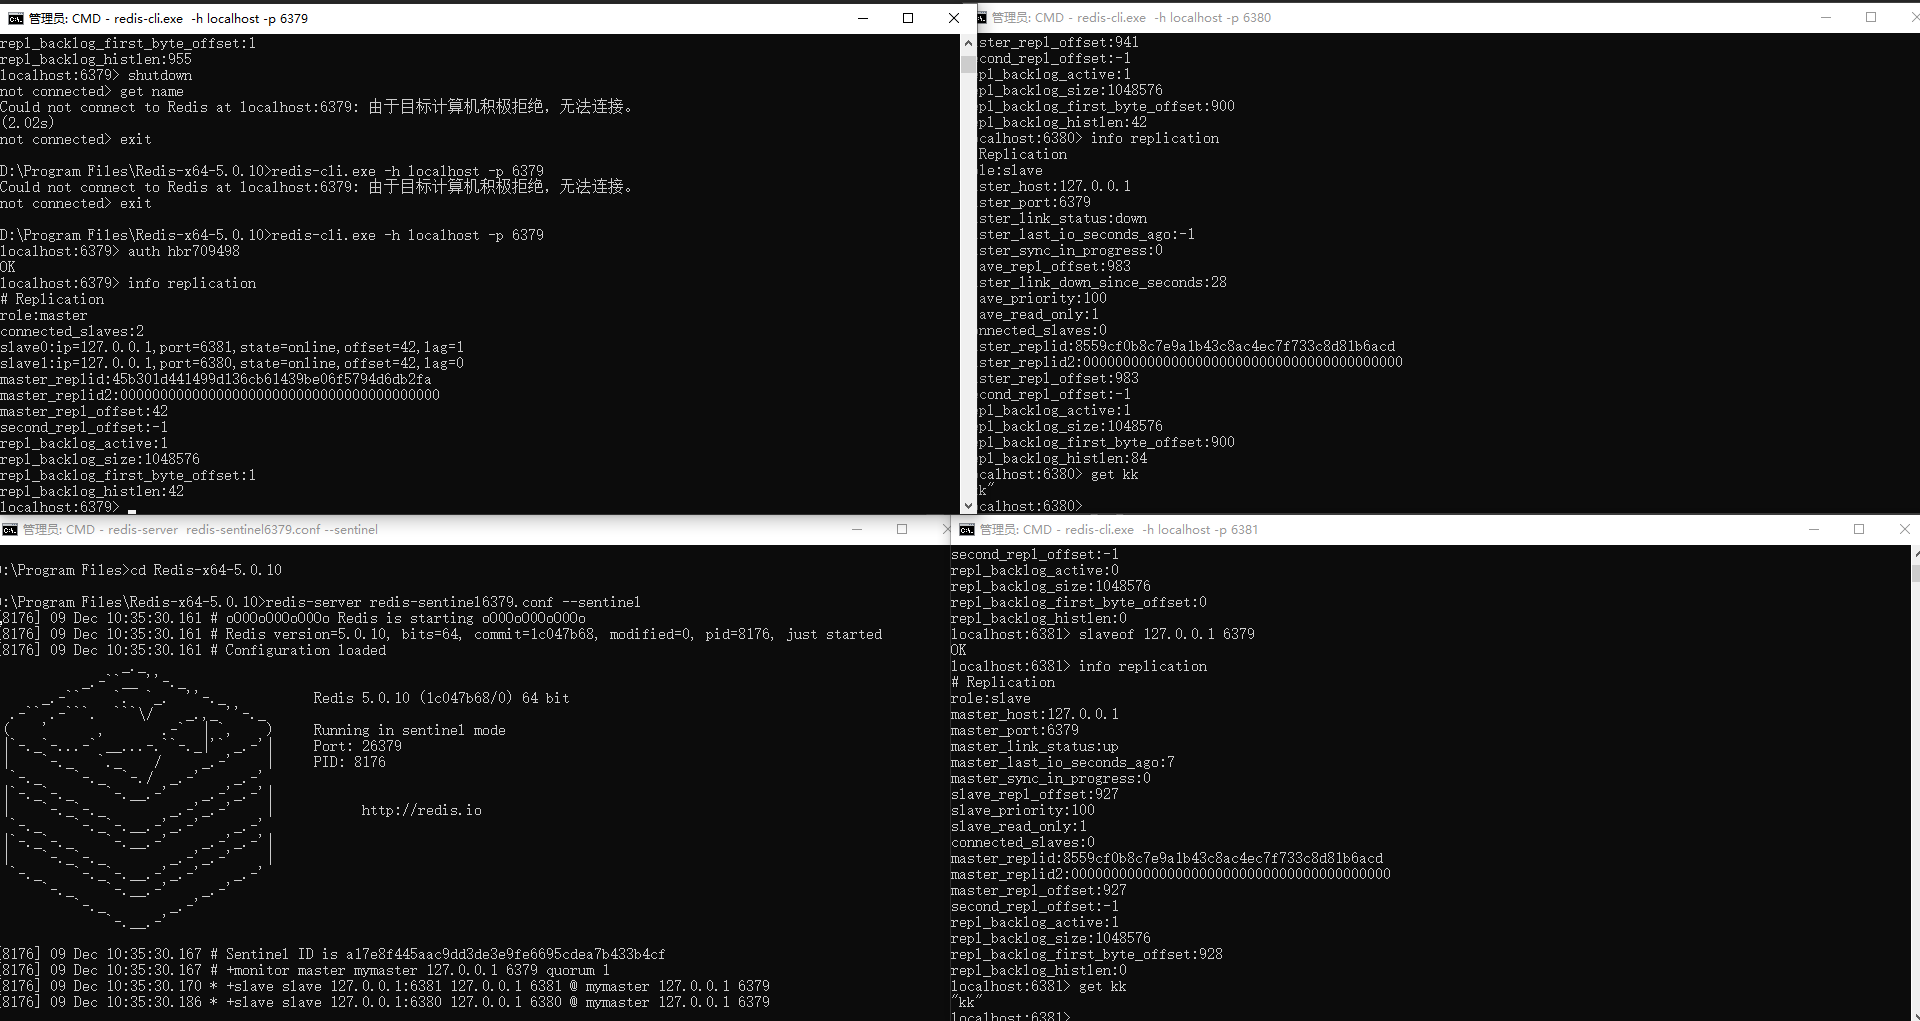 管理员: CMD - redis-cli.exe  -h localhost -p 6379
repl_backlog_first_byte_offset:1
repl_backlog_histlen:955
localhost:6379> shutdown
not connected> get name
Could not connect to Redis at localhost:6379: 由于目标计算机积极拒绝，无法连接。
(2.02s)
not connected> exit
D:\Program Files\Redis-x64-5.0.10>redis-cli.exe -h localhost -p 6379
Could not connect to Redis at localhost:6379: 由于目标计算机积极拒绝，无法连接。
not connected> exit
D:\Program Files\Redis-x64-5.0.10>redis-cli.exe -h localhost -p 6379
localhost:6379> auth hbr709498
OK
localhost:6379> info replication
# Replication
role:master
connected_slaves:2
slave0:ip=127.0.0.1,port=6381,state=online,offset=42,lag=1
slave1:ip=127.0.0.1,port=6380,state=online,offset=42,lag=0
master_replid:45b301d441499d136cb61439be06f5794d6db2fa
master_replid2:0000000000000000000000000000000000000000
master_repl_offset:42
second_repl_offset:-1
repl_backlog_active:1
repl_backlog_size:1048576
repl_backlog_first_byte_offset:1
repl_backlog_histlen:42
localhost:6379>
管理员: CMD - redis-cli.exe  -h localhost -p 6380
ster_repl_offset:941
cond_repl_offset:-1
pl_backlog_active:1
pl_backlog_size:1048576
pl_backlog_first_byte_offset:900
pl_backlog_histlen:42
calhost:6380> info replication
Replication
le:slave
ster_host:127.0.0.1
ster_port:6379
ster_link_status:down
ster_last_io_seconds_ago:-1
ster_sync_in_progress:0
ave_repl_offset:983
ster_link_down_since_seconds:28
ave_priority:100
ave_read_only:1
nnected_slaves:0
ster_replid:8559cf0b8c7e9a1b43c8ac4ec7f733c8d81b6acd
ster_replid2:0000000000000000000000000000000000000000
ster_repl_offset:983
cond_repl_offset:-1
pl_backlog_active:1
pl_backlog_size:1048576
pl_backlog_first_byte_offset:900
pl_backlog_histlen:84
calhost:6380> get kk
k"
calhost:6380>
管理员: CMD - redis-server  redis-sentinel6379.conf --sentinel
:\Program Files>cd Redis-x64-5.0.10
:\Program Files\Redis-x64-5.0.10>redis-server redis-sentinel6379.conf --sentinel
[8176] 09 Dec 10:35:30.161 # oO0OoO0OoO0Oo Redis is starting oO0OoO0OoO0Oo
[8176] 09 Dec 10:35:30.161 # Redis version=5.0.10, bits=64, commit=1c047b68, modified=0, pid=8176, just started
[8176] 09 Dec 10:35:30.161 # Configuration loaded
Redis 5.0.10 (1c047b68/0) 64 bit
Running in sentinel mode
Port: 26379
PID: 8176
http://redis.io
[8176] 09 Dec 10:35:30.167 # Sentinel ID is a17e8f445aac9dd3de3e9fe6695cdea7b433b4cf
[8176] 09 Dec 10:35:30.167 # +monitor master mymaster 127.0.0.1 6379 quorum 1
[8176] 09 Dec 10:35:30.170 * +slave slave 127.0.0.1:6381 127.0.0.1 6381 @ mymaster 127.0.0.1 6379
[8176] 09 Dec 10:35:30.186 * +slave slave 127.0.0.1:6380 127.0.0.1 6380 @ mymaster 127.0.0.1 6379
管理员: CMD - redis-cli.exe  -h localhost -p 6381
second_repl_offset:-1
repl_backlog_active:0
repl_backlog_size:1048576
repl_backlog_first_byte_offset:0
repl_backlog_histlen:0
localhost:6381> slaveof 127.0.0.1 6379
OK
localhost:6381> info replication
# Replication
role:slave
master_host:127.0.0.1
master_port:6379
master_link_status:up
master_last_io_seconds_ago:7
master_sync_in_progress:0
slave_repl_offset:927
slave_priority:100
slave_read_only:1
connected_slaves:0
master_replid:8559cf0b8c7e9a1b43c8ac4ec7f733c8d81b6acd
master_replid2:0000000000000000000000000000000000000000
master_repl_offset:927
second_repl_offset:-1
repl_backlog_active:1
repl_backlog_size:1048576
repl_backlog_first_byte_offset:928
repl_backlog_histlen:0
localhost:6381> get kk
"kk"
localhost:6381>